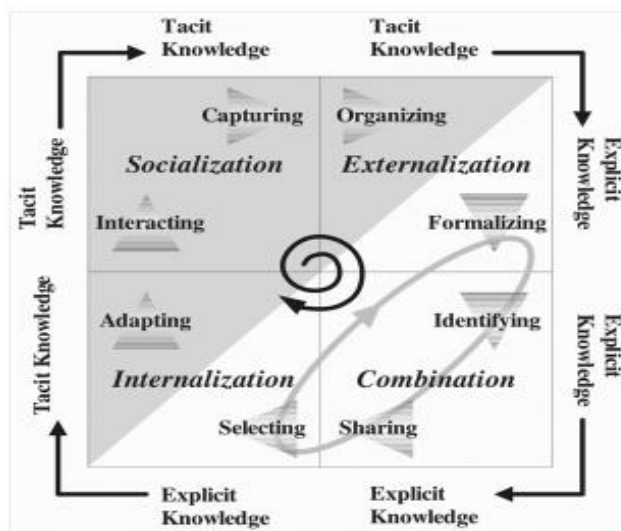 Tacit
Knowledge
Tacit
Knowledge
Capturing
Organizing
Socialization
Externalization
Tacit
Knowledge
Explicit
Knowledge
Interacting
Formalizing
Adapting
Identifying
Tacit Knowledge
Explicit
Knowledge
Internalization
Combination
Selecting
Sharing
Explicit
Knowledge
Explicit
Knowledge